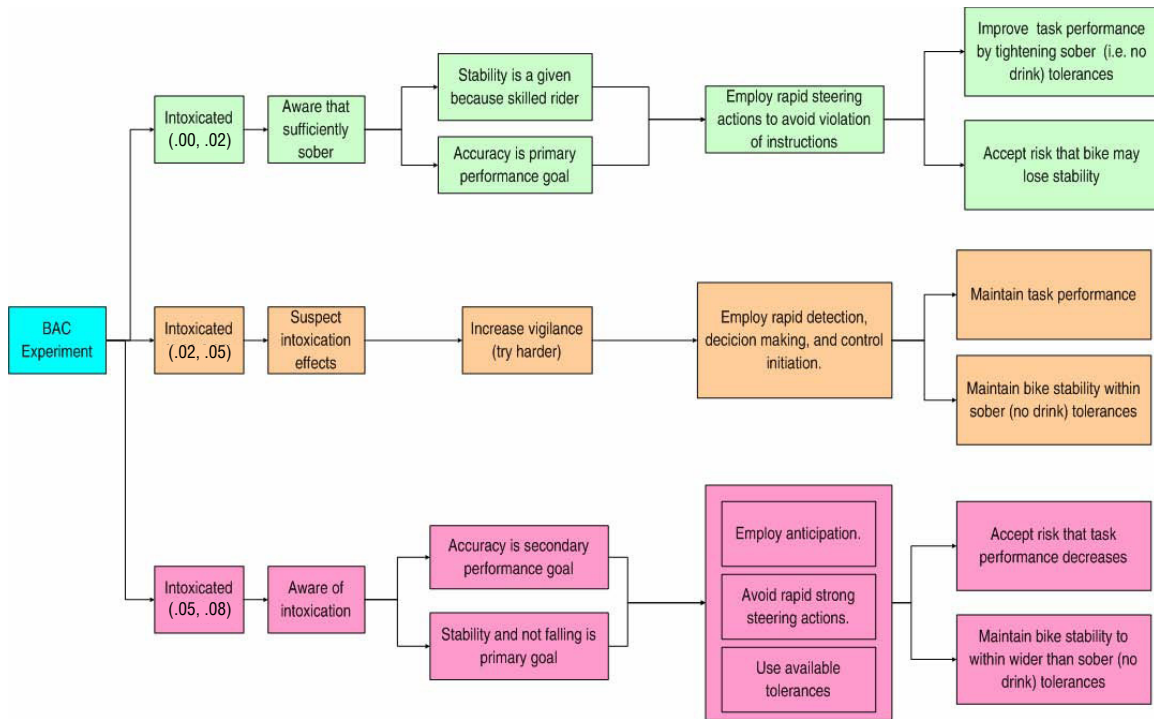 BAC
Experiment
Intoxicated
(.00, .02)
Aware that
sufficiently
sober
Stability is a given
because skilled rider
Accuracy is primary
performance goal
Employ rapid steering
actions to avoid violation
of instructions
Improve task performance
by tightening sober (i.e. no
drink) tolerances
Accept risk that bike may
lose stability
Intoxicated
(.02, .05)
Suspect
intoxication
effects
Increase vigilance
(try harder)
Employ rapid detection,
decision making, and control
initiation.
Maintain task performance
Maintain bike stability within
sober (no drink) tolerances
Intoxicated
(.05, .08)
Aware of
intoxication
Accuracy is secondary
performance goal
Stability and not falling is
primary goal
Employ anticipation.
Avoid rapid strong
steering actions.
Use available
tolerances
Accept risk that task
performance decreases
Maintain bike stability to
within wider than sober (no
drink) tolerances